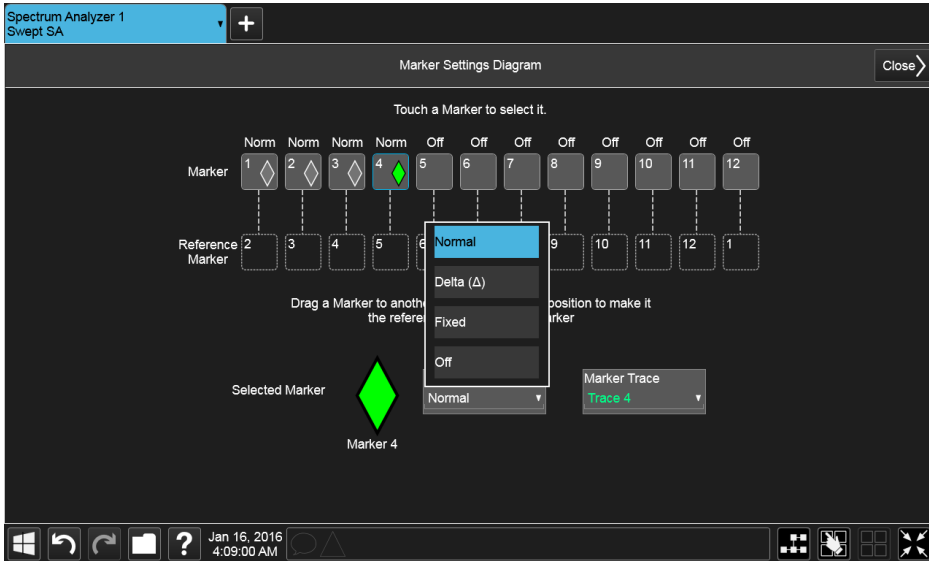 Spectrum Analyzer 1
Swept SA
+
Marker Settings Diagram
Close
Touch a Marker to select it.
Norm Norm Norm Norm Off Off Off Off Off Off Off Off
Marker 1 2 3 4 5 6 7 8 9 10 11 12
Reference Marker 2 3 4 5 6 9 10 11 12 1
Normal
Delta (Δ)
Fixed
Off
Drag a Marker to position to make it
the
Selected Marker
Marker 4
Normal
Marker Trace
Trace 4
?
Jan 16, 2016
4:09:00 AM